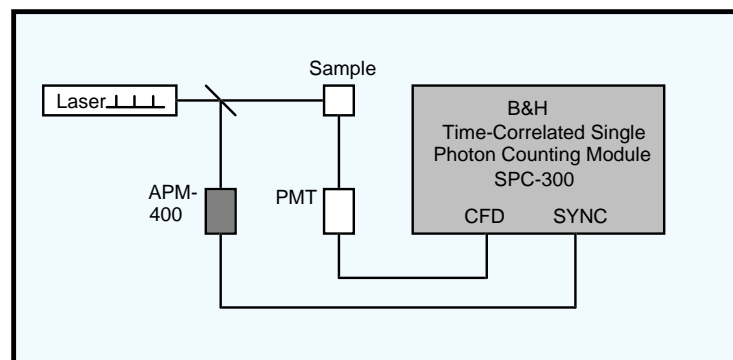 Sample
Laser
B&H
Time-Correlated Single
Photon Counting Module
SPC-300
APM-
400
PMT
CFD SYNC